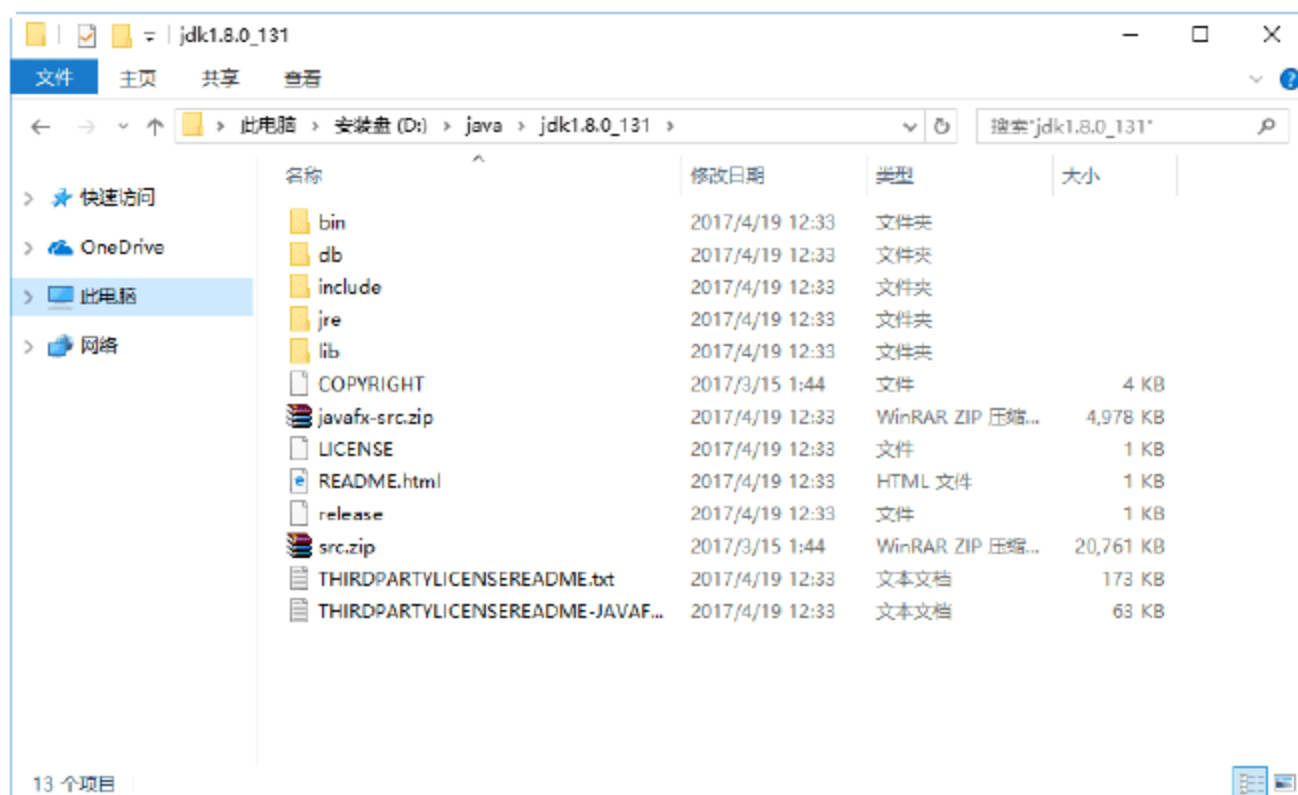 jdk1.8.0_131
文件 主页 共享 查看
此电脑 > 安装盘 (D:) > java > jdk1.8.0_131 > 搜索"jdk1.8.0_131"
名称 修改日期 类型 大小
快速访问
OneDrive
此电脑
网络
bin 2017/4/19 12:33 文件夹
db 2017/4/19 12:33 文件夹
include 2017/4/19 12:33 文件夹
jre 2017/4/19 12:33 文件夹
lib 2017/4/19 12:33 文件夹
COPYRIGHT 2017/3/15 1:44 文件 4 KB
javafx-src.zip 2017/4/19 12:33 WinRAR ZIP 压缩... 4,978 KB
LICENSE 2017/4/19 12:33 文件 1 KB
README.html 2017/4/19 12:33 HTML 文件 1 KB
release 2017/4/19 12:33 文件 1 KB
src.zip 2017/3/15 1:44 WinRAR ZIP 压缩... 20,761 KB
THIRDPARTYLICENSEREADME.txt 2017/4/19 12:33 文本文档 173 KB
THIRDPARTYLICENSEREADME-JAVAF... 2017/4/19 12:33 文本文档 63 KB
13 个项目